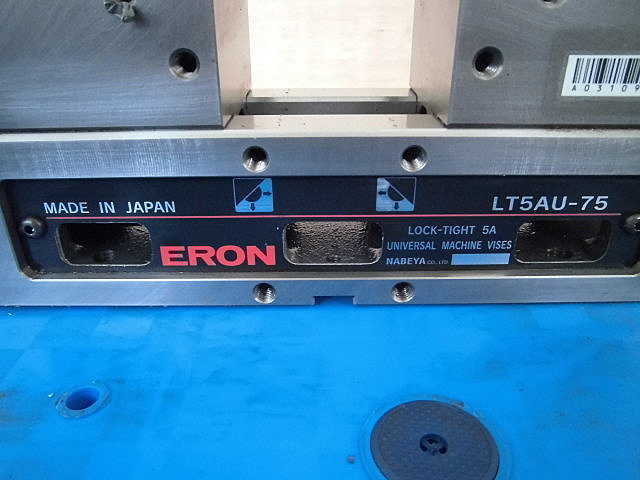 A03109
MADE IN JAPAN
LT5AU-75
ERON
LOCK-TIGHT 5A
UNIVERSAL MACHINE VISES
NABEYA CO., LTD.